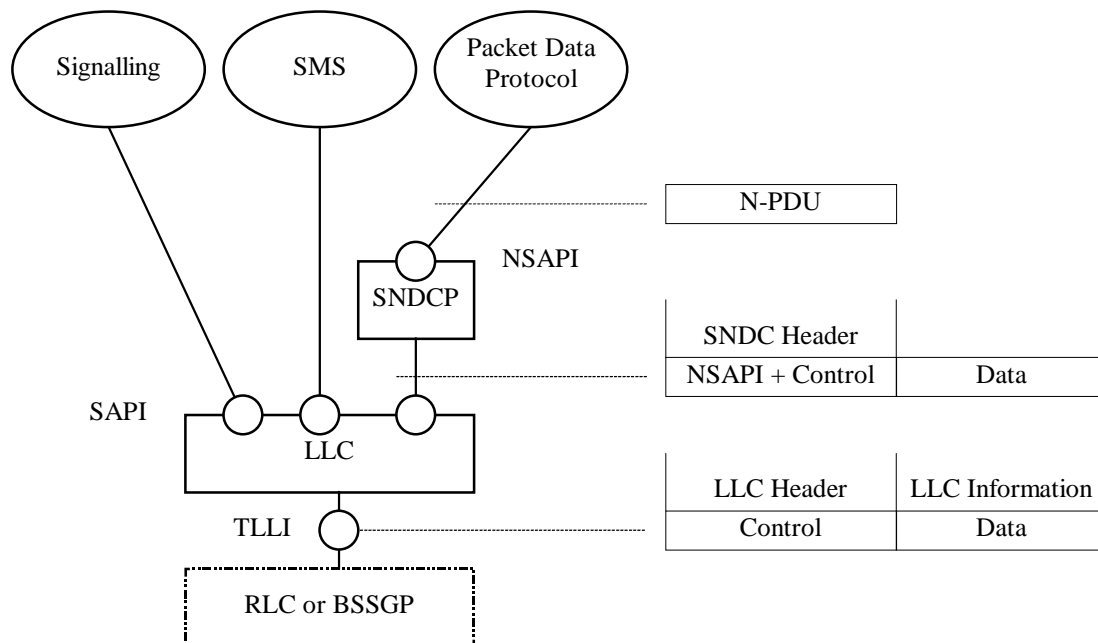 Signalling
SMS
Packet Data
Protocol
N-PDU
NSAPI
SNDCP
SNDC Header
NSAPI + Control
Data
SAPI
LLC
LLC Header
LLC Information
TLLI
Control
Data
RLC or BSSGP